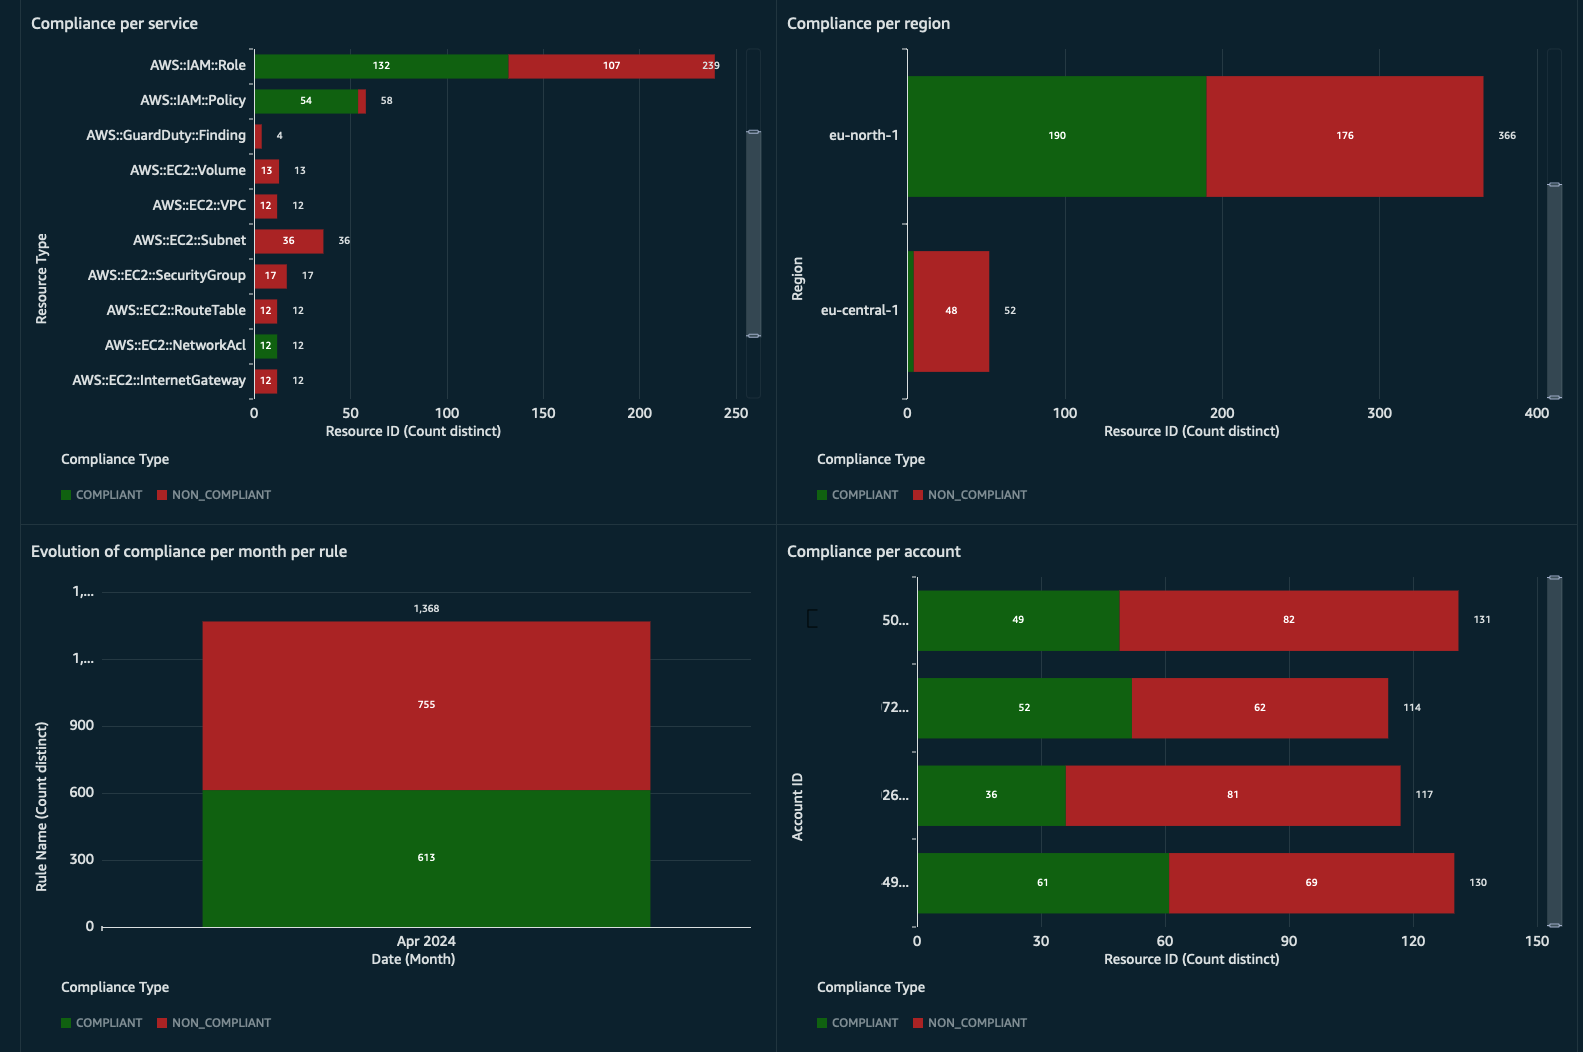 Compliance per service
AWS::IAM::Role 132 107 239
AWS::IAM::Policy 54 58
AWS::GuardDuty::Finding 4
AWS::EC2::Volume 13 13
AWS::EC2::VPC 12 12
AWS::EC2::Subnet 36 36
AWS::EC2::SecurityGroup 17 17
AWS::EC2::RouteTable 12 12
AWS::EC2::NetworkAcl 12 12
AWS::EC2::InternetGateway 12 12
Resource Type
0 50 100 150 200 250
Resource ID (Count distinct)
Compliance Type
COMPLIANT NON_COMPLIANT
Compliance per region
eu-north-1 190 176 366
eu-central-1 48 52
Region
0 100 200 300 400
Resource ID (Count distinct)
Compliance Type
COMPLIANT NON_COMPLIANT
Evolution of compliance per month per rule
1,...
1,368
1,...
755
900
600
613
300
0
Rule Name (Count distinct)
Apr 2024
Date (Month)
Compliance Type
COMPLIANT NON_COMPLIANT
Compliance per account
50... 49 82 131
72... 52 62 114
26... 36 81 117
49... 61 69 130
Account ID
0 30 60 90 120 150
Resource ID (Count distinct)
Compliance Type
COMPLIANT NON_COMPLIANT